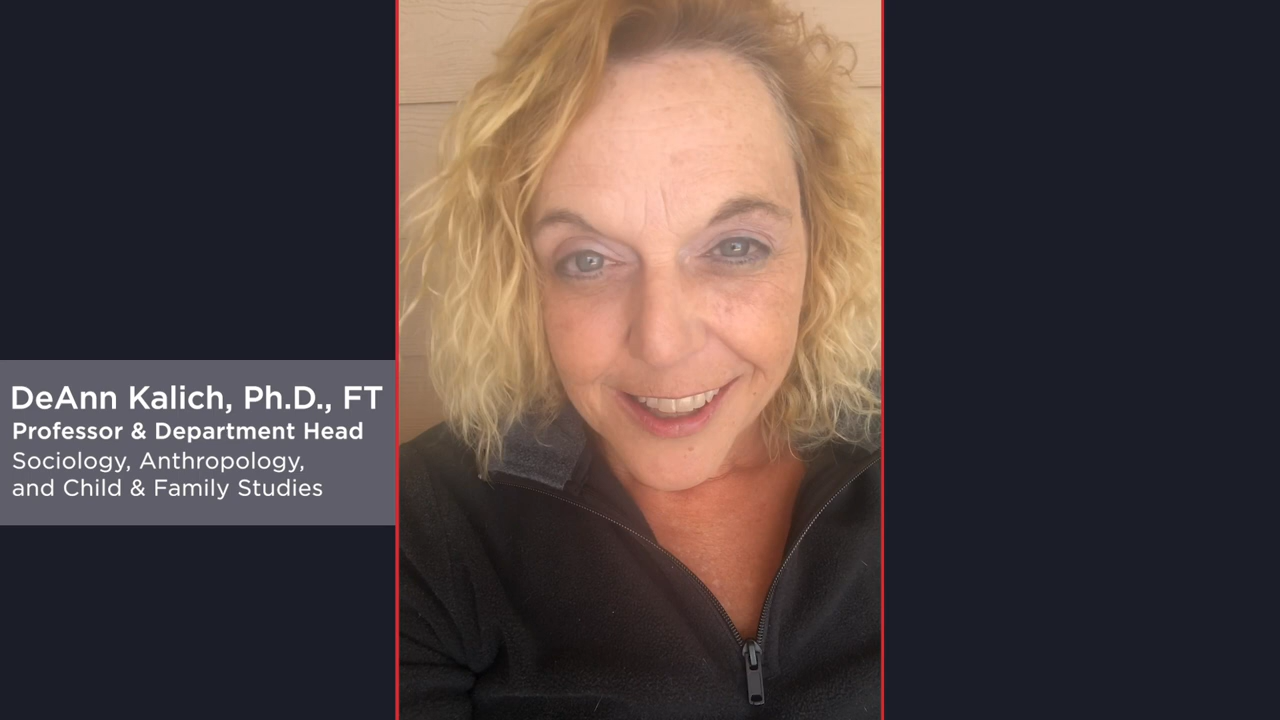 DeAnn Kalich, Ph.D., FT
Professor & Department Head
Sociology, Anthropology,
and Child & Family Studies